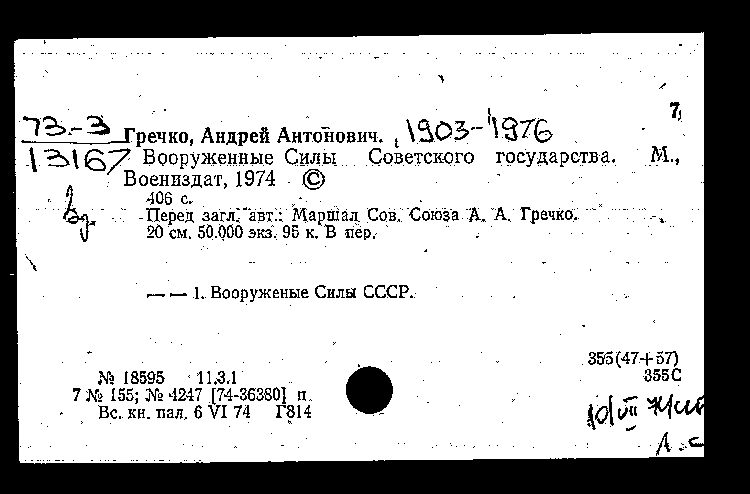 7
73-3 Гречко, Андрей Антонович. 1903-1976
13167 Вооруженные Силы Советского государства. М.,
Воениздат, 1974 ©
406 с.
Перед загл. авт.: Маршал Сов. Союза А. А. Гречко.
20 см. 50.000 экз. 95 к. В пер.
— — 1. Вооруженые Силы СССР.
355(47+57)
№ 18595 11.3.1 355С
7 № 155; № 4247 [74-36380] п
Вс. кн. пал. 6 VI 74 Г814